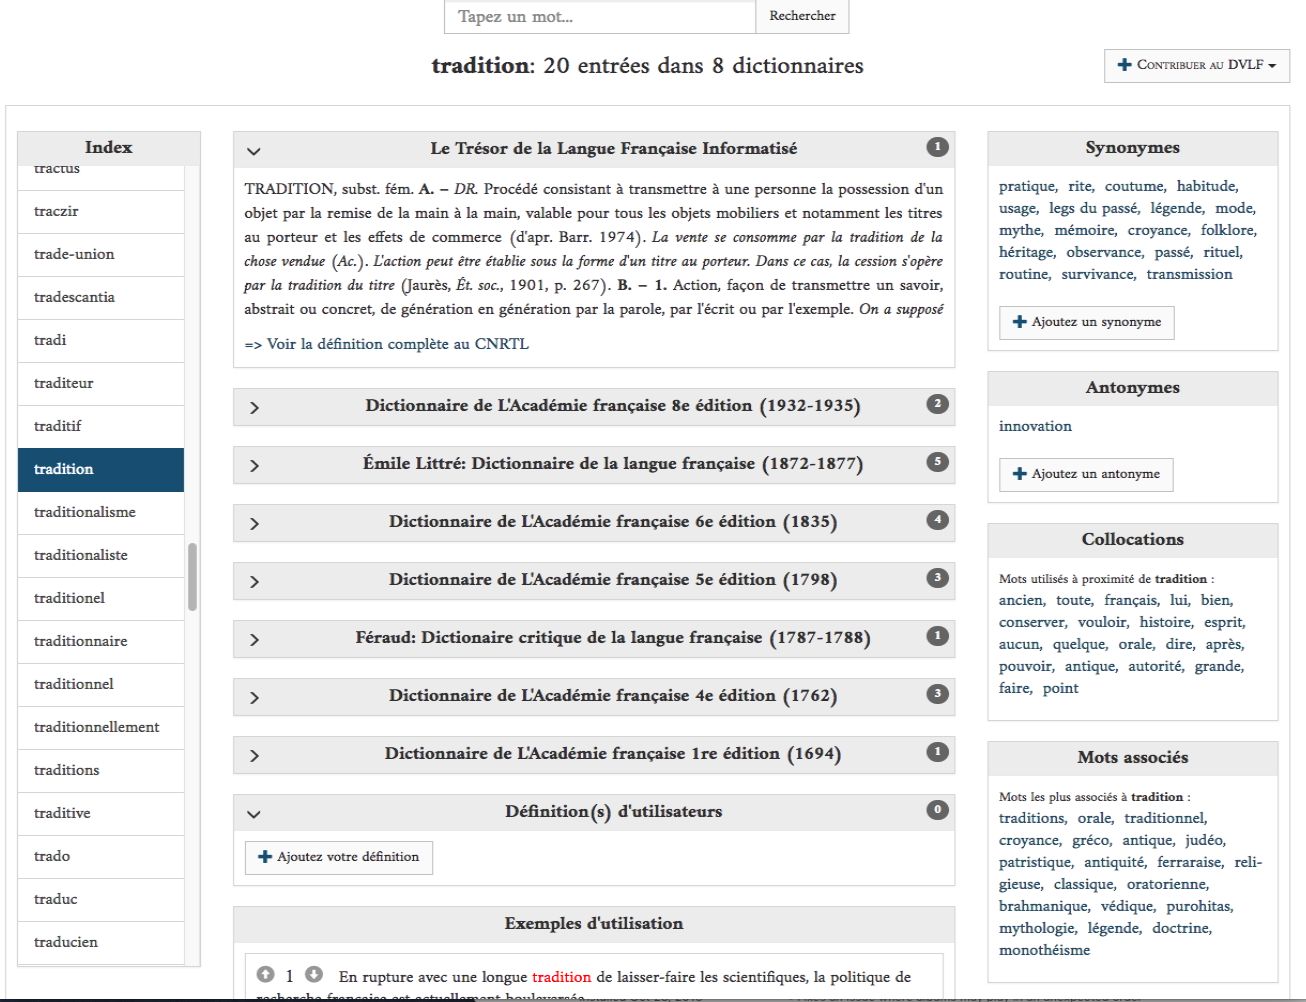 Tapez un mot...
Rechercher
tradition: 20 entrées dans 8 dictionnaires
Contribuer au DVLF
Index
tractus
traczir
trade-union
tradescantia
tradi
traditeur
traditif
tradition
traditionalisme
traditionaliste
traditionel
traditionnaire
traditionnel
traditionnellement
traditions
traditive
trado
traduc
traducien
Le Trésor de la Langue Française Informatisé
1
TRADITION, subst. fém. A. – DR. Procédé consistant à transmettre à une personne la possession d'un
objet par la remise de la main à la main, valable pour tous les objets mobiliers et notamment les titres
au porteur et les effets de commerce (d'apr. Barr. 1974). La vente se consomme par la tradition de la
chose vendue (Ac.). L'action peut être établie sous la forme d'un titre au porteur. Dans ce cas, la cession s'opère
par la tradition du titre (Jaurès, Ét. soc., 1901, p. 267). B. – 1. Action, façon de transmettre un savoir,
abstrait ou concret, de génération en génération par la parole, par l'écrit ou par l'exemple. On a supposé
=> Voir la définition complète au CNRTL
Dictionnaire de L'Académie française 8e édition (1932-1935)
2
Émile Littré: Dictionnaire de la langue française (1872-1877)
5
Dictionnaire de L'Académie française 6e édition (1835)
4
Dictionnaire de L'Académie française 5e édition (1798)
3
Féraud: Dictionaire critique de la langue française (1787-1788)
1
Dictionnaire de L'Académie française 4e édition (1762)
3
Dictionnaire de L'Académie française 1re édition (1694)
1
Définition(s) d'utilisateurs
0
Ajoutez votre définition
Exemples d'utilisation
1 En rupture avec une longue tradition de laisser-faire les scientifiques, la politique de
recherche française est actuellement bouleversée
Synonymes
pratique, rite, coutume, habitude,
usage, legs du passé, légende, mode,
mythe, mémoire, croyance, folklore,
héritage, observance, passé, rituel,
routine, survivance, transmission
Ajoutez un synonyme
Antonymes
innovation
Ajoutez un antonyme
Collocations
Mots utilisés à proximité de tradition :
ancien, toute, français, lui, bien,
conserver, vouloir, histoire, esprit,
aucun, quelque, orale, dire, après,
pouvoir, antique, autorité, grande,
faire, point
Mots associés
Mots les plus associés à tradition :
traditions, orale, traditionnel,
croyance, gréco, antique, judéo,
patristique, antiquité, ferraraise, reli-
gieuse, classique, oratorienne,
brahmanique, védique, purohitas,
mythologie, légende, doctrine,
monothéisme